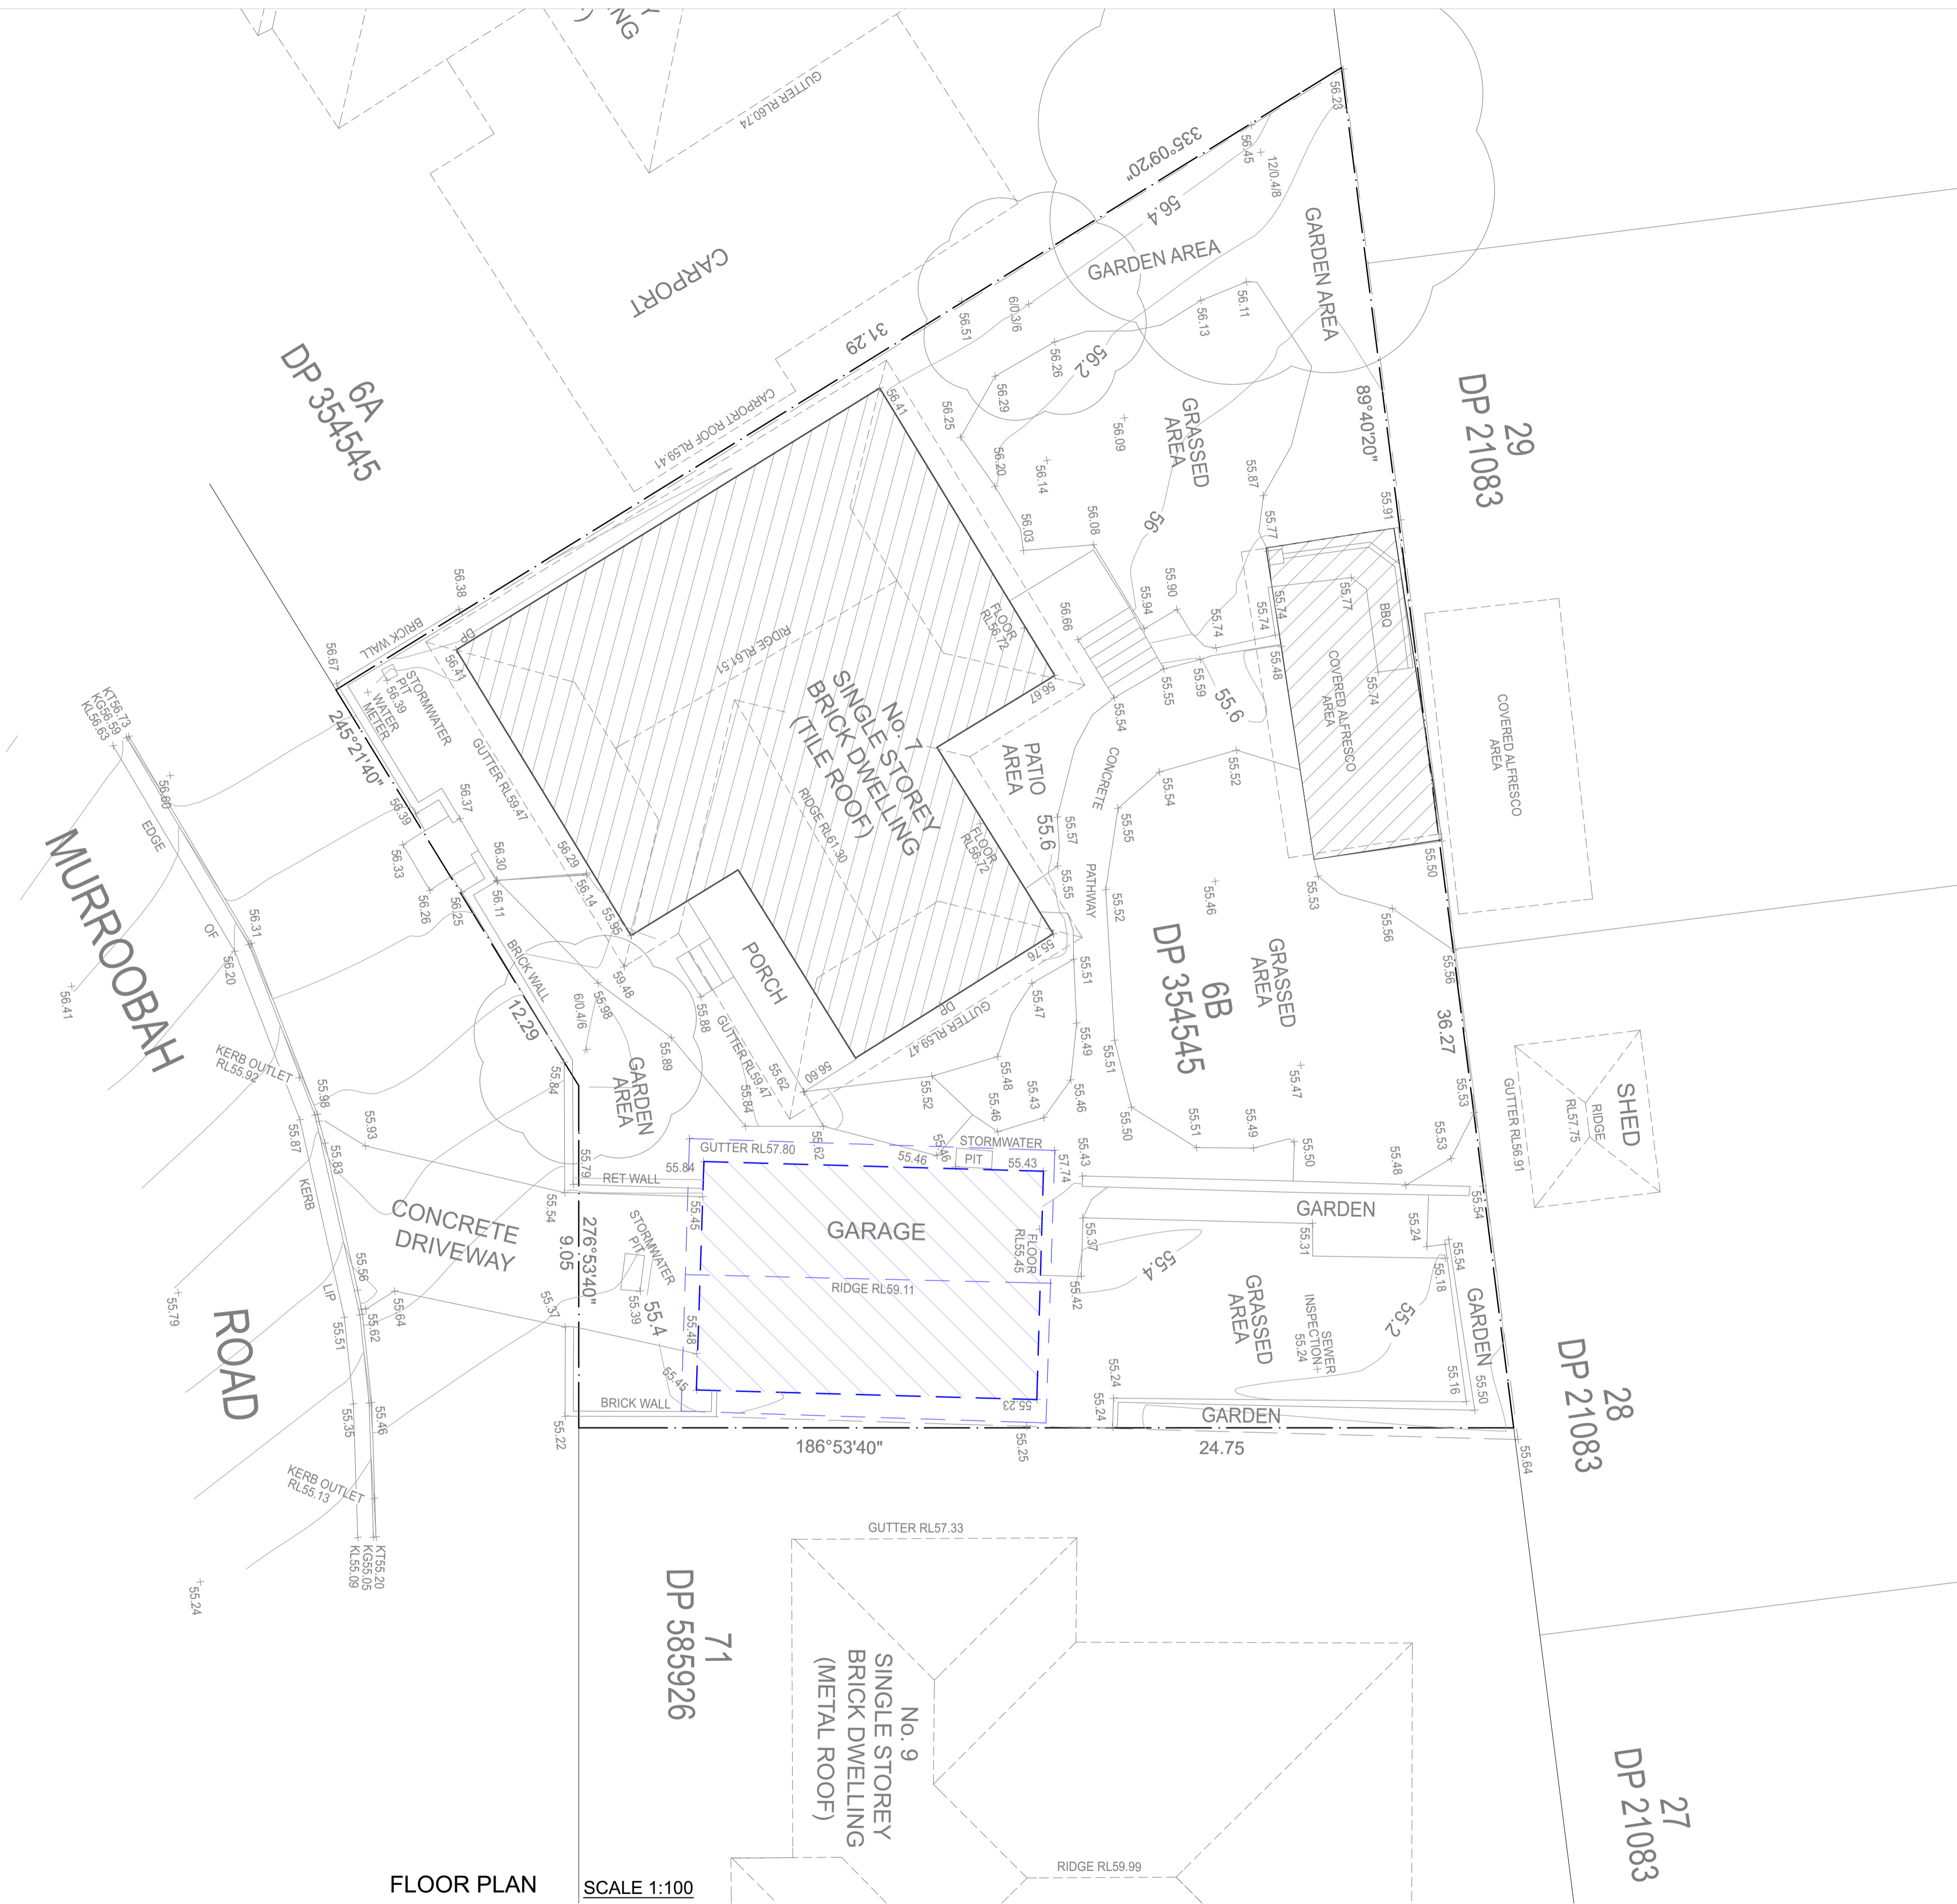 GUTTER RL60.74
CARPORT
CARPORT ROOF RL59.41
6A
DP 354545
335°09'20"
31.29
56.23
56.45
12/0.4/8
56.4
GARDEN AREA
GARDEN AREA
56.51
6/0.3/6
56.2
56.13
56.11
56.26
56.29
56.25
56.41
56.20
56.09
56.14
GRASSED
AREA
56
56.03
56.08
55.87
55.77
55.91
89°40'20"
29
DP 21083
56.38
BRICK WALL
DP
56.41
56.67
STORMWATER
PIT
56.39
WATER
METER
245°21'40"
GUTTER RL59.47
RIDGE RL61.51
FLOOR
RL56.72
56.66
55.94
55.90
55.74
55.74
55.74
55.77
BBQ
55.74
COVERED ALFRESCO
AREA
COVERED ALFRESCO
AREA
55.48
55.55
55.59
55.6
55.54
56.67
No. 7
SINGLE STOREY
BRICK DWELLING
(TILE ROOF)
RIDGE RL61.30
PATIO
AREA
CONCRETE
55.52
55.54
55.55
55.6
55.57
FLOOR
RL56.72
55.55
PATHWAY
55.52
55.46
55.53
55.50
55.56
55.56
KT56.73
KG56.59
KL56.63
56.60
EDGE
OF
56.31
56.20
56.41
MURROOBAH
56.39
56.37
56.33
56.30
56.29
56.26
56.25
56.11
56.14
55.95
BRICK WALL
12.29
59.48
55.98
6/0.4/6
PORCH
55.88
GUTTER RL59.47
GUTTER RL59.47
DP
55.76
55.51
55.47
55.49
55.48
55.51
6B
DP 354545
GRASSED
AREA
36.27
55.47
KERB OUTLET
RL55.92
55.98
55.87
55.93
55.83
KERB
55.84
GARDEN
AREA
55.89
55.62
55.84
56.60
55.62
55.52
55.46
55.43
55.46
55.50
55.51
55.49
55.50
55.53
55.53
55.48
55.54
SHED
RIDGE
RL57.75
GUTTER RL56.91
55.79
RET WALL
55.84
GUTTER RL57.80
55.46
55.46
STORMWATER
PIT
55.43
57.74
55.43
55.54
55.45
CONCRETE
DRIVEWAY
276°53'40"
9.05
STORMWATER
PIT
55.39
55.4
GARAGE
FLOOR
RL55.45
RIDGE RL59.11
55.37
55.42
55.4
GARDEN
55.31
55.24
55.54
55.18
GRASSED
AREA
SEWER
INSPECTION
55.24
55.2
GARDEN
55.16
55.50
55.56
LIP
55.51
55.62
55.64
55.37
55.48
55.45
BRICK WALL
55.22
55.23
55.25
55.24
55.24
GARDEN
55.64
186°53'40"
24.75
55.79
ROAD
55.35
55.46
KERB OUTLET
RL55.13
KT55.20
KG55.05
KL55.09
55.24
28
DP 21083
27
DP 21083
71
DP 585926
GUTTER RL57.33
No. 9
SINGLE STOREY
BRICK DWELLING
(METAL ROOF)
RIDGE RL59.99
FLOOR PLAN
SCALE 1:100